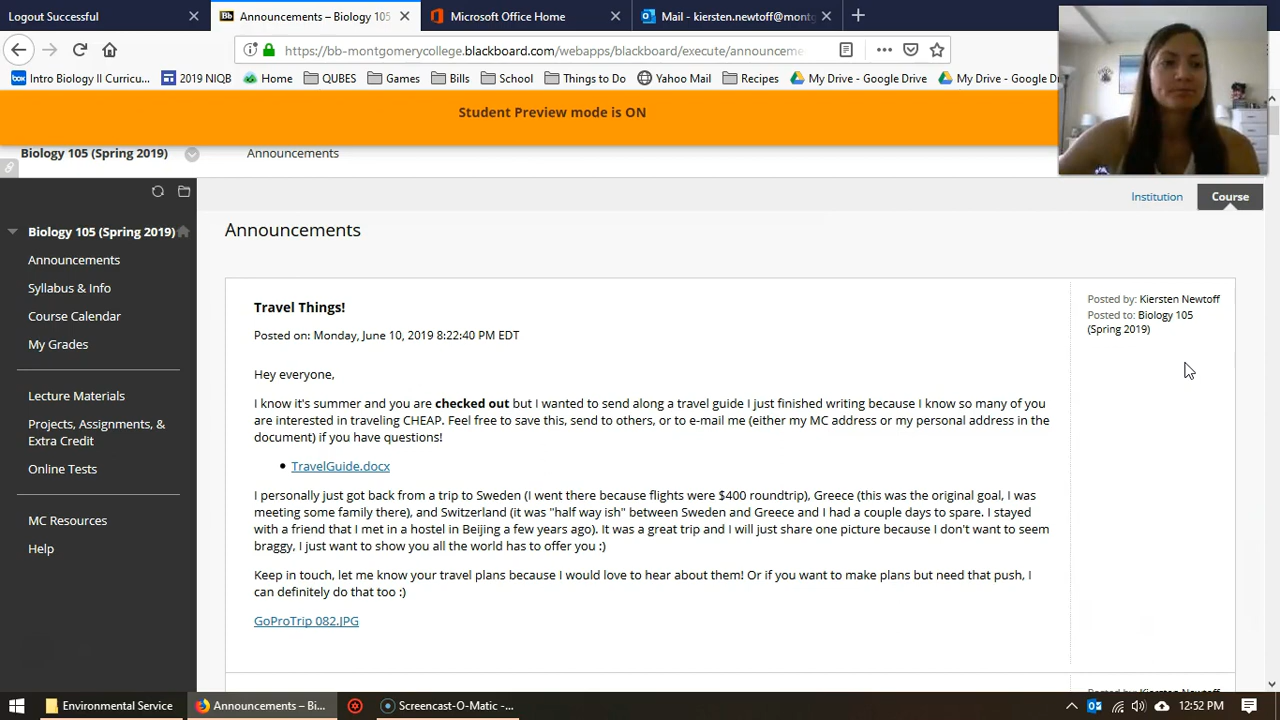 Logout Successful
Announcements – Biology 105
Microsoft Office Home
Mail - kiersten.newtoff@mont
https://bb-montgomerycollege.blackboard.com/webapps/blackboard/execute/announceme
Intro Biology II Curricu...
2019 NIQB
Home
QUBES
Games
Bills
School
Things to Do
Yahoo Mail
Recipes
My Drive - Google Drive
My Drive - Google Dri
Student Preview mode is ON
Biology 105 (Spring 2019)
Announcements
Institution
Course
Biology 105 (Spring 2019)
Announcements
Syllabus & Info
Course Calendar
My Grades
Lecture Materials
Projects, Assignments, &
Extra Credit
Online Tests
MC Resources
Help
Announcements
Travel Things!
Posted on: Monday, June 10, 2019 8:22:40 PM EDT
Hey everyone,
I know it's summer and you are checked out but I wanted to send along a travel guide I just finished writing because I know so many of you
are interested in traveling CHEAP. Feel free to save this, send to others, or to e-mail me (either my MC address or my personal address in the
document) if you have questions!
• TravelGuide.docx
I personally just got back from a trip to Sweden (I went there because flights were $400 roundtrip), Greece (this was the original goal, I was
meeting some family there), and Switzerland (it was "half way ish" between Sweden and Greece and I had a couple days to spare. I stayed
with a friend that I met in a hostel in Beijing a few years ago). It was a great trip and I will just share one picture because I don't want to seem
braggy, I just want to show you all the world has to offer you :)
Keep in touch, let me know your travel plans because I would love to hear about them! Or if you want to make plans but need that push, I
can definitely do that too :)
GoProTrip 082.JPG
Posted by: Kiersten Newtoff
Posted to: Biology 105
(Spring 2019)
Posted by: Kiersten Newtoff
Environmental Service
Announcements – Bi...
Screencast-O-Matic -...
12:52 PM